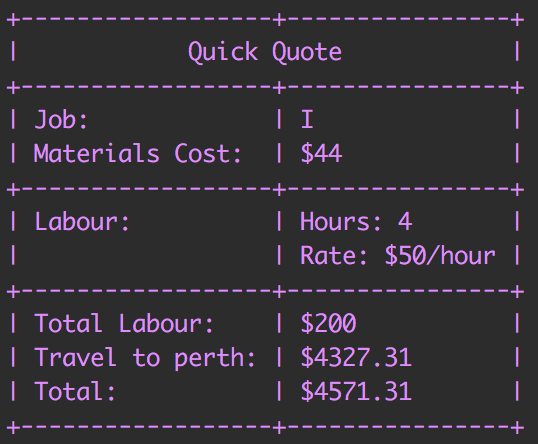 +------------------+----------------+
| Quick Quote |
+------------------+----------------+
| Job: | I |
| Materials Cost: | $44 |
+------------------+----------------+
| Labour: | Hours: 4 |
| | Rate: $50/hour |
+------------------+----------------+
| Total Labour: | $200 |
| Travel to perth: | $4327.31 |
| Total: | $4571.31 |
+------------------+----------------+